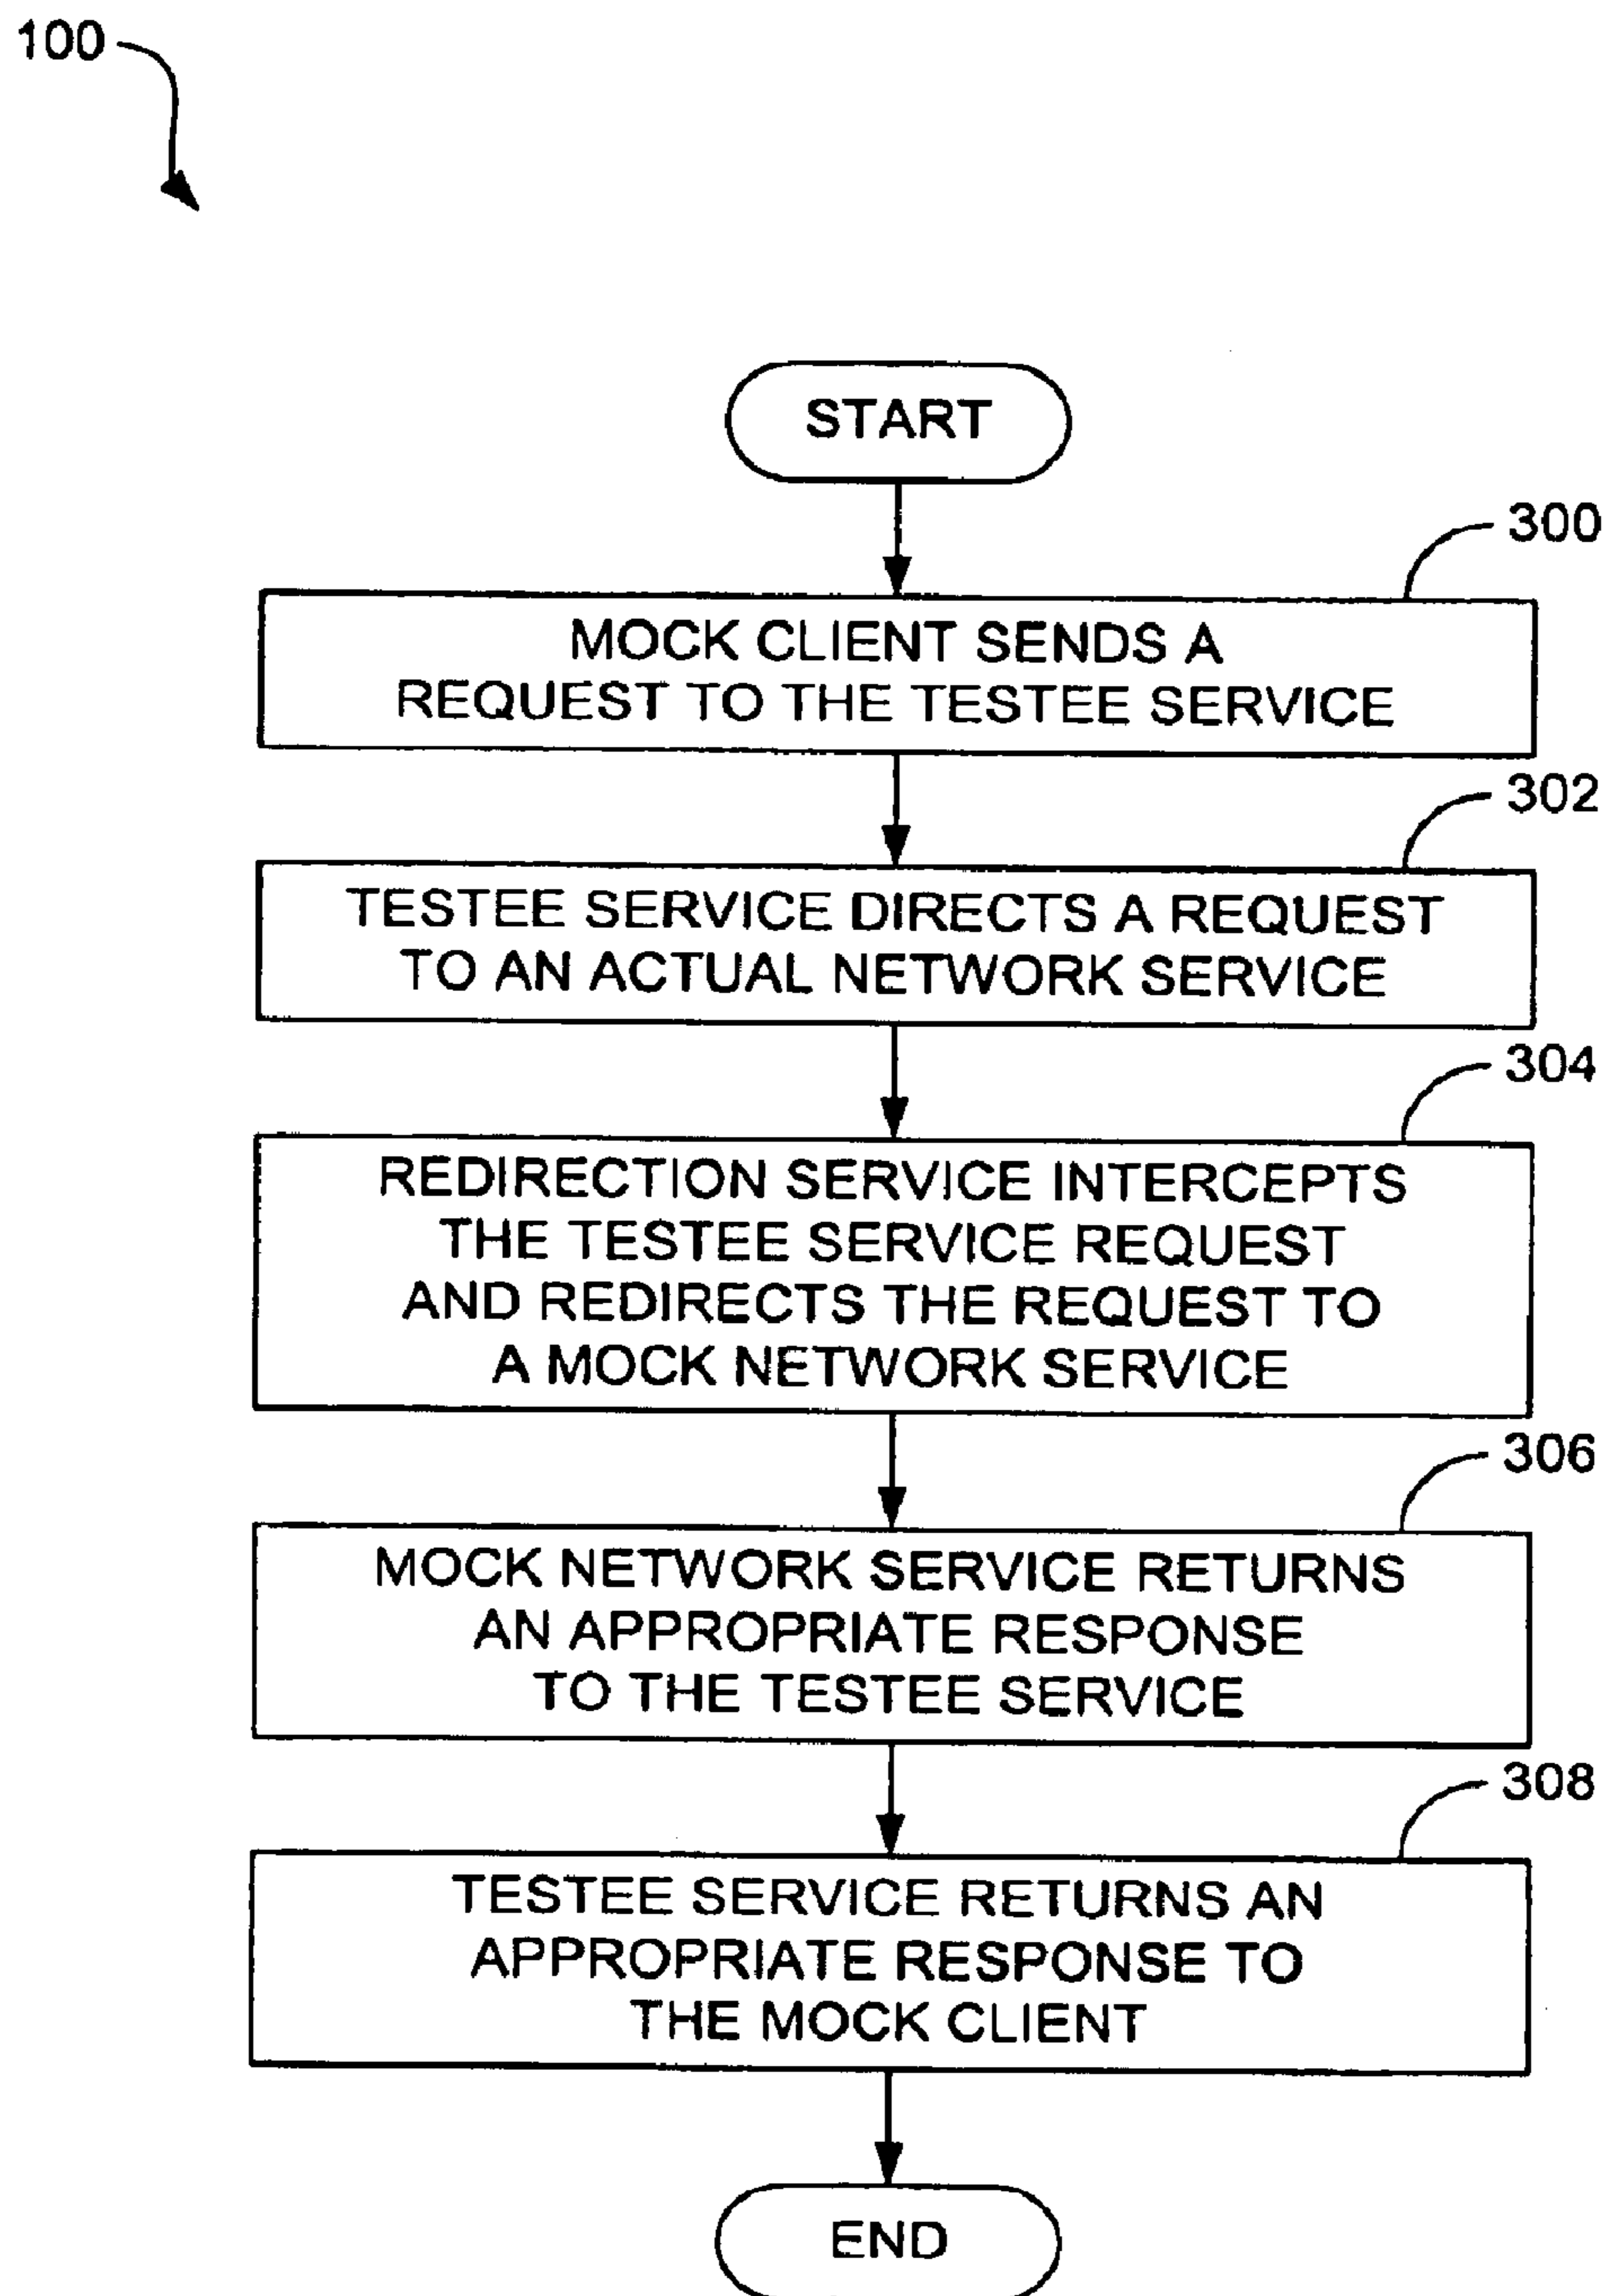 100
START
300
MOCK CLIENT SENDS A
REQUEST TO THE TESTEE SERVICE
302
TESTEE SERVICE DIRECTS A REQUEST
TO AN ACTUAL NETWORK SERVICE
304
REDIRECTION SERVICE INTERCEPTS
THE TESTEE SERVICE REQUEST
AND REDIRECTS THE REQUEST TO
A MOCK NETWORK SERVICE
306
MOCK NETWORK SERVICE RETURNS
AN APPROPRIATE RESPONSE
TO THE TESTEE SERVICE
308
TESTEE SERVICE RETURNS AN
APPROPRIATE RESPONSE TO
THE MOCK CLIENT
END